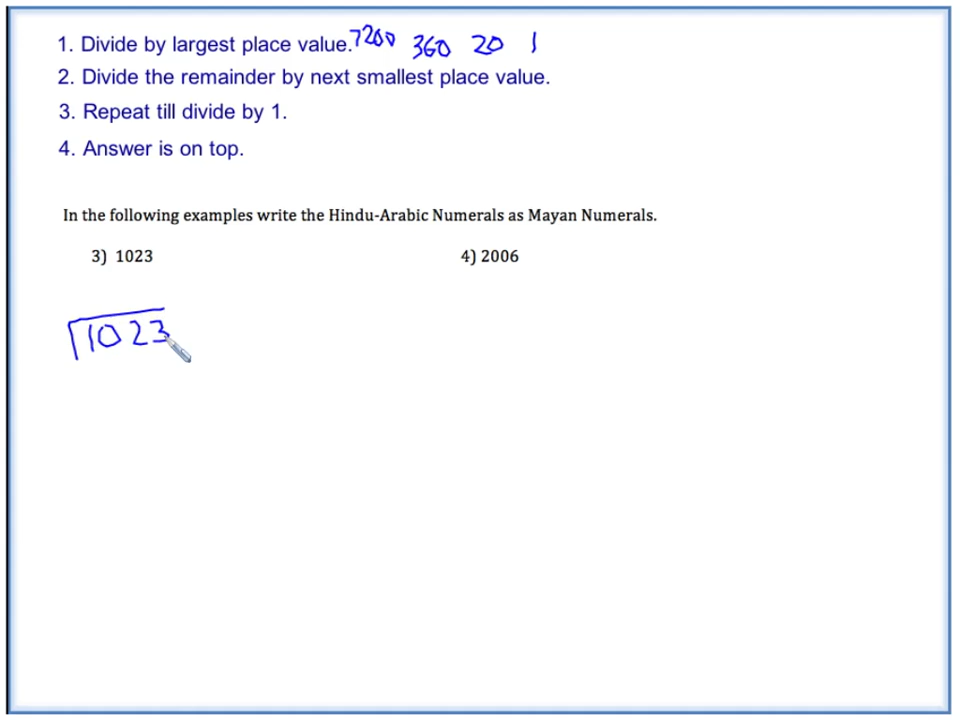 1. Divide by largest place value. 7200 360 20 1
2. Divide the remainder by next smallest place value.
3. Repeat till divide by 1.
4. Answer is on top.
In the following examples write the Hindu-Arabic Numerals as Mayan Numerals.
3) 1023 4) 2006
1023